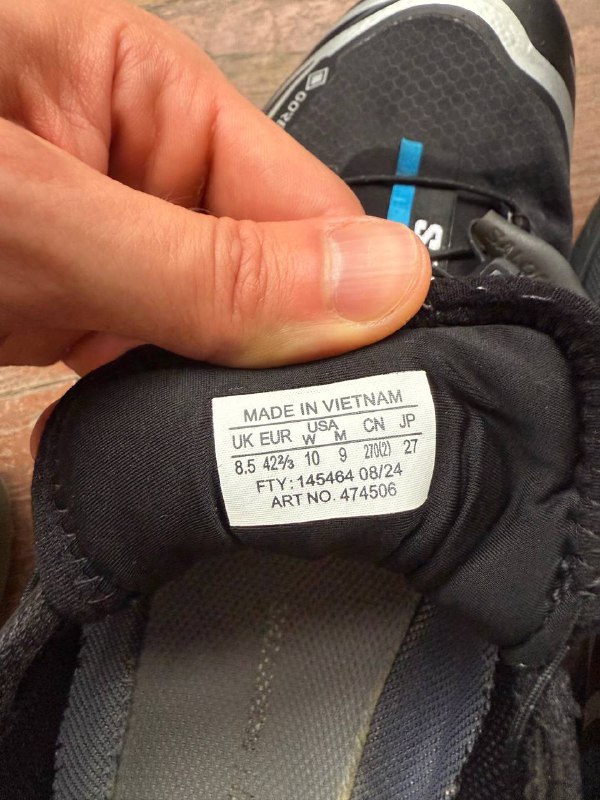 MADE IN VIETNAM
UK EUR USA W M CN JP
8.5 42⅔ 10 9 270(2) 27
FTY: 145464 08/24
ART NO. 474506